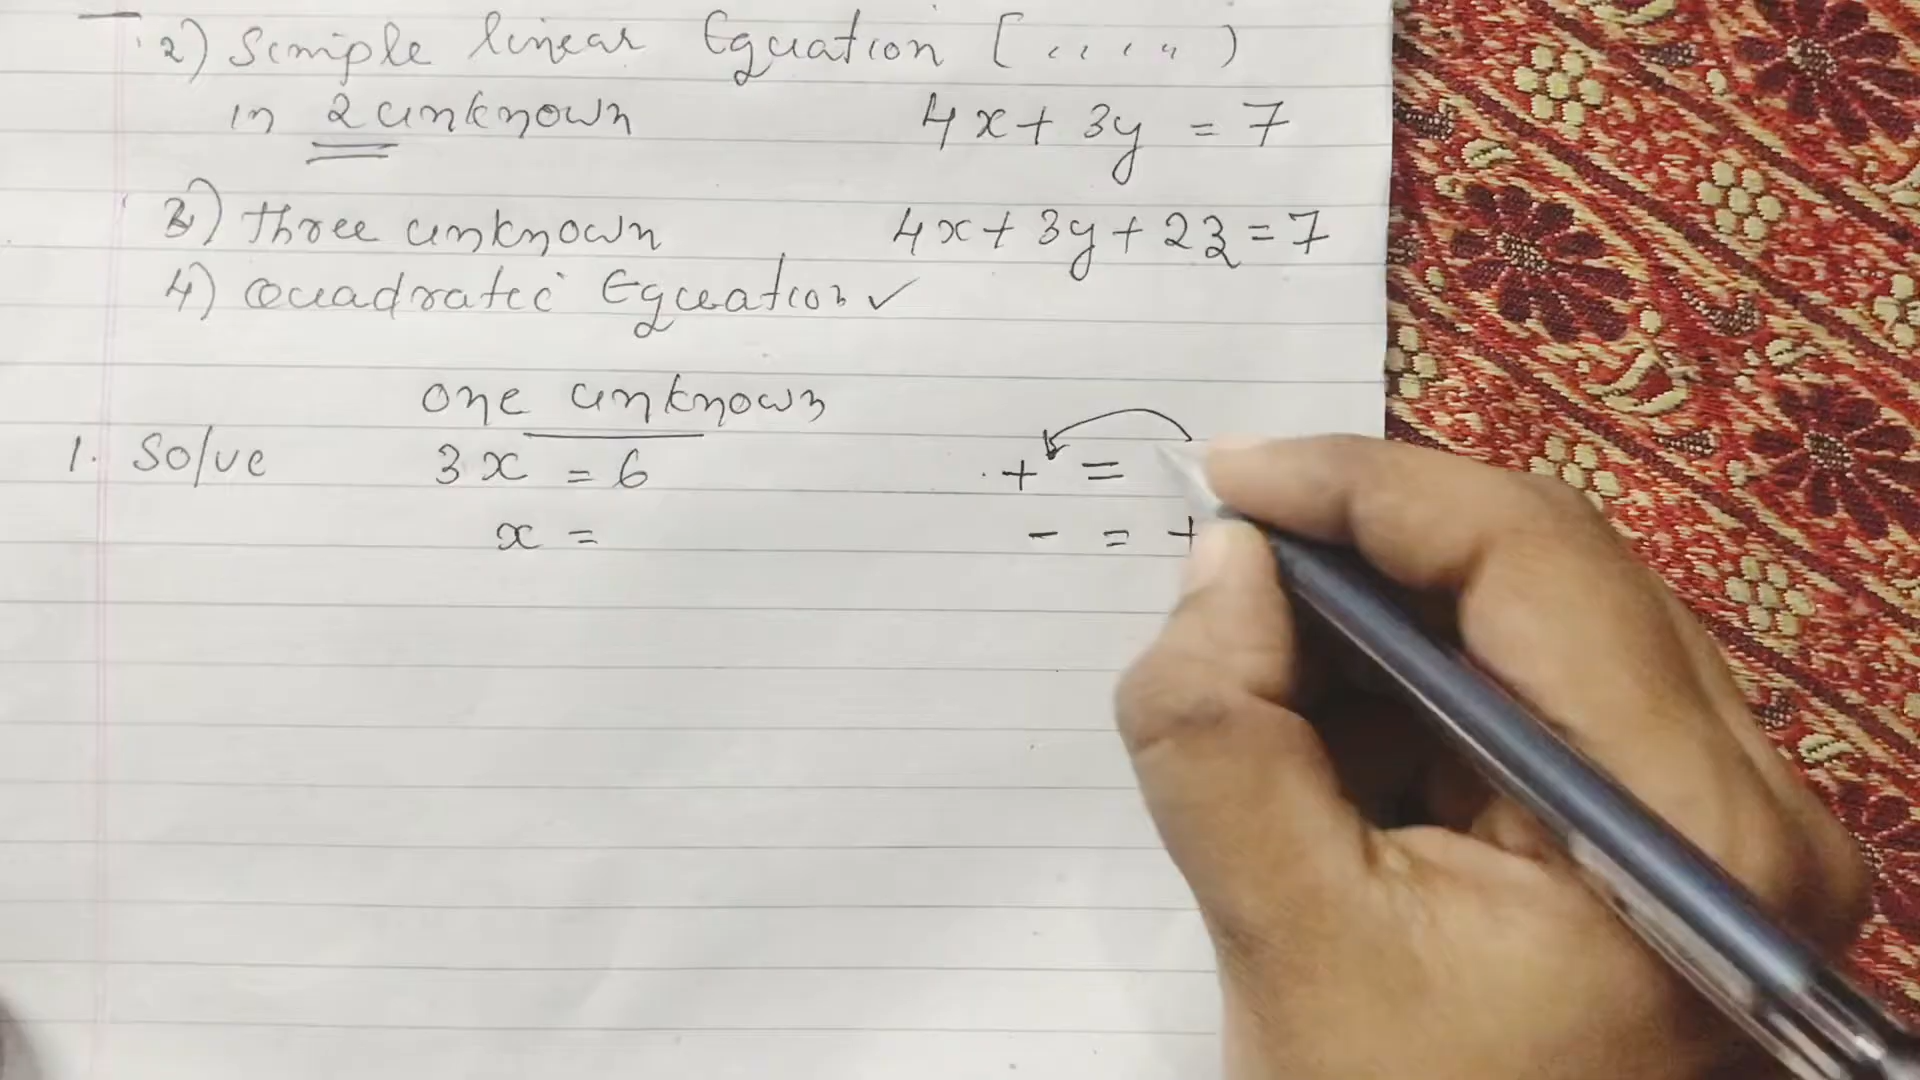 2) Simple linear Equation [ , , , , )
in 2 unknown 4x + 3y = 7
3) three unknown 4x + 3y + 2z = 7
4) Quadratic Equation ✓
one unknown
1. Solve 3x = 6 + =
x = - = +